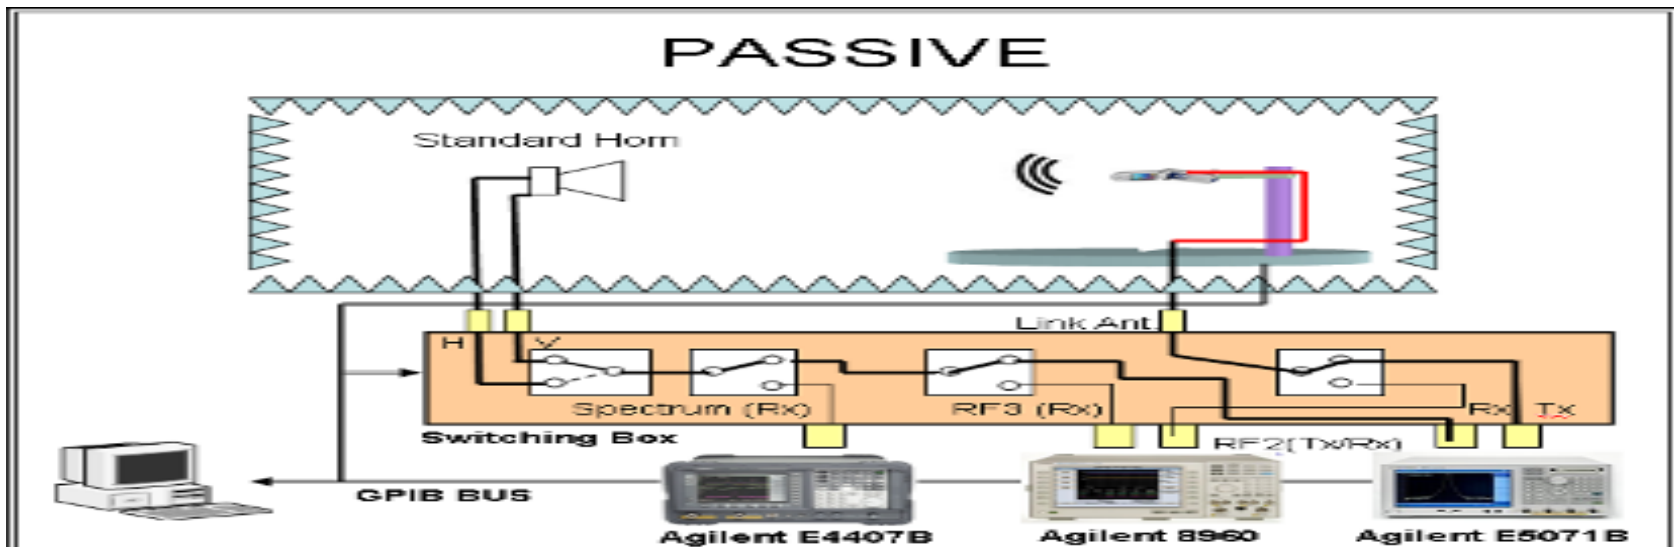 PASSIVE
Standard Horn
Link Ant.
H V
Spectrum (Rx) RF3 (Rx) Rx Tx
Switching Box RF2(Tx/Rx)
GPIB BUS
Agilent E4407B Agilent 8960 Agilent E5071B